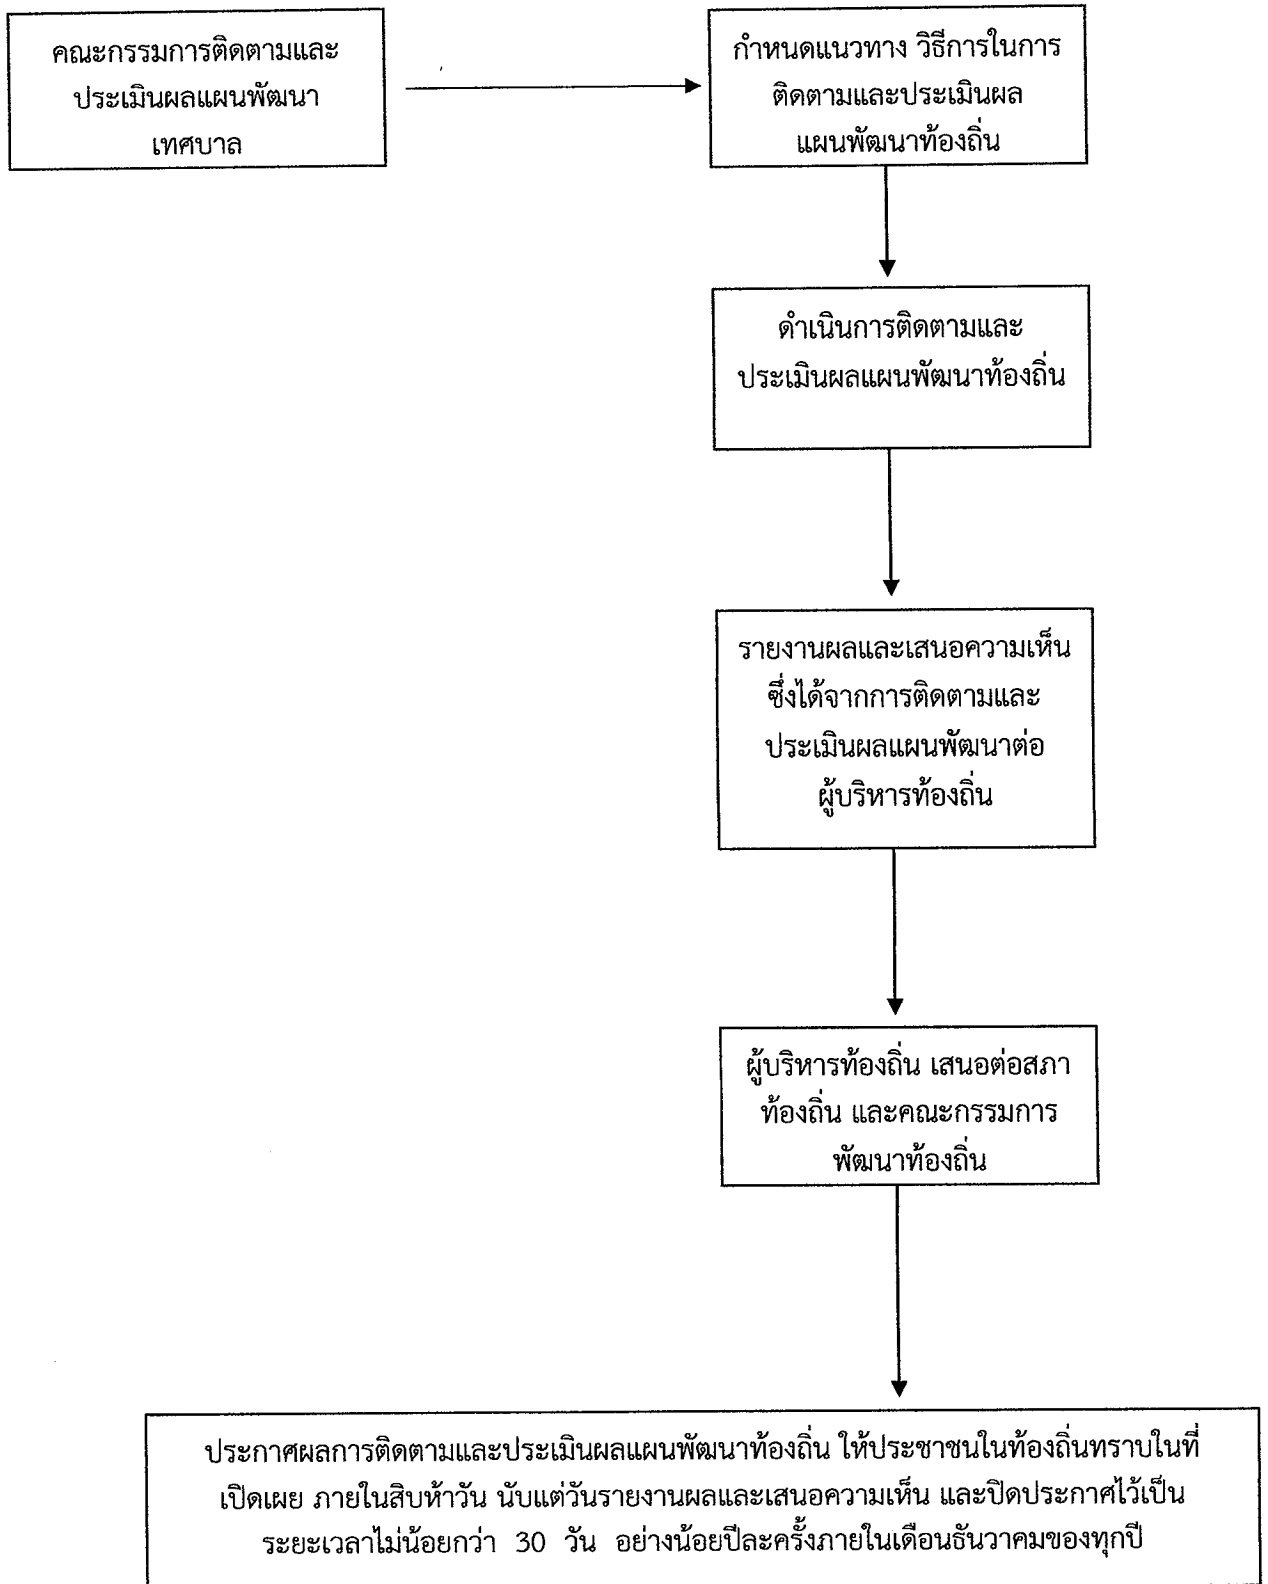 คณะกรรมการติดตามและ
ประเมินผลแผนพัฒนา
เทศบาล
กำหนดแนวทาง วิธีการในการ
ติดตามและประเมินผล
แผนพัฒนาท้องถิ่น
ดำเนินการติดตามและ
ประเมินผลแผนพัฒนาท้องถิ่น
รายงานผลและเสนอความเห็น
ซึ่งได้จากการติดตามและ
ประเมินผลแผนพัฒนาต่อ
ผู้บริหารท้องถิ่น
ผู้บริหารท้องถิ่น เสนอต่อสภา
ท้องถิ่น และคณะกรรมการ
พัฒนาท้องถิ่น
ประกาศผลการติดตามและประเมินผลแผนพัฒนาท้องถิ่น ให้ประชาชนในท้องถิ่นทราบในที่
เปิดเผย ภายในสิบห้าวัน นับแต่วันรายงานผลและเสนอความเห็น และปิดประกาศไว้เป็น
ระยะเวลาไม่น้อยกว่า 30 วัน อย่างน้อยปีละครั้งภายในเดือนธันวาคมของทุกปี